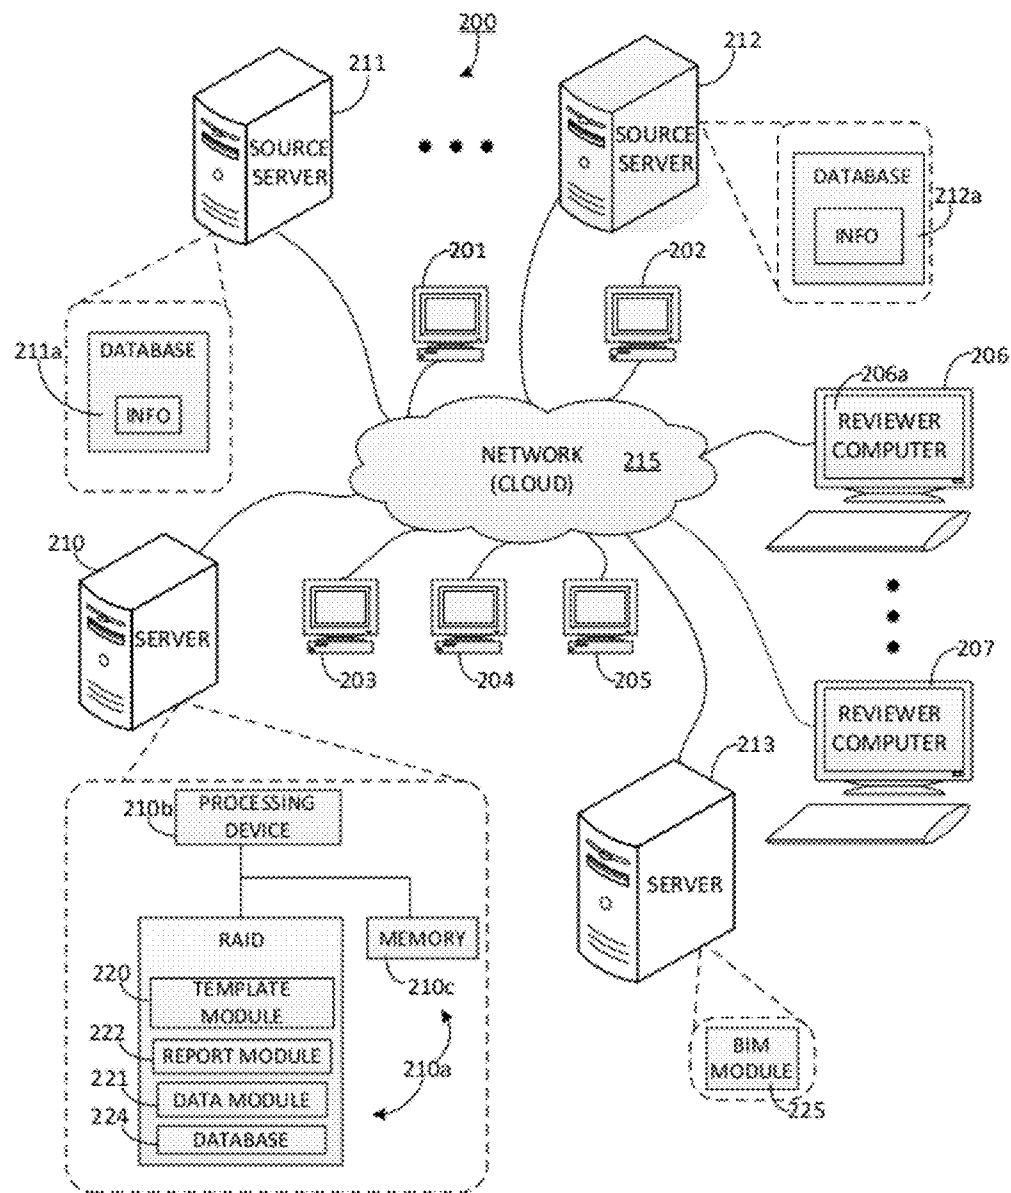 200
211
212
SOURCE
SERVER
SOURCE
SERVER
DATABASE
INFO
212a
201
202
211a
DATABASE
INFO
206
206a
REVIEWER
COMPUTER
NETWORK
(CLOUD)
215
210
SERVER
203
204
205
207
REVIEWER
COMPUTER
213
SERVER
210b
PROCESSING
DEVICE
RAID
MEMORY
210c
220
TEMPLATE
MODULE
222
REPORT MODULE
221
DATA MODULE
224
DATABASE
210a
BIM
MODULE
225